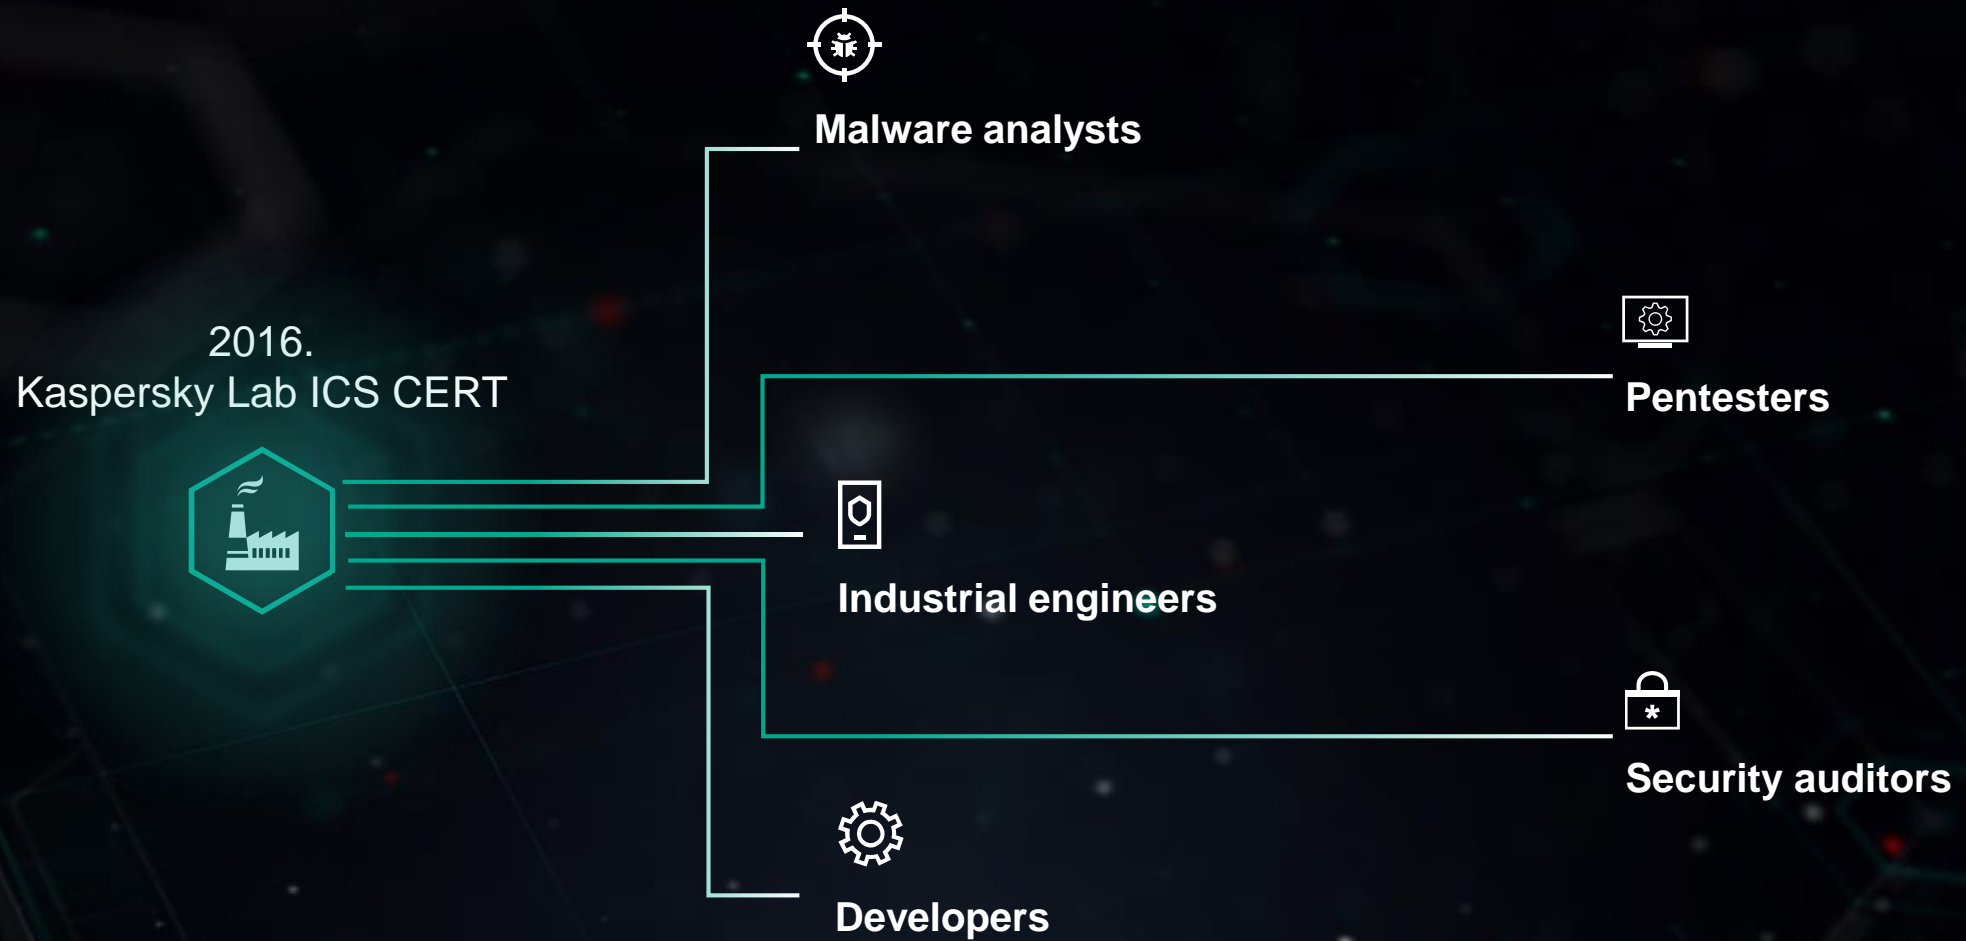 2016.
Kaspersky Lab ICS CERT
Malware analysts
Pentesters
Industrial engineers
Security auditors
Developers